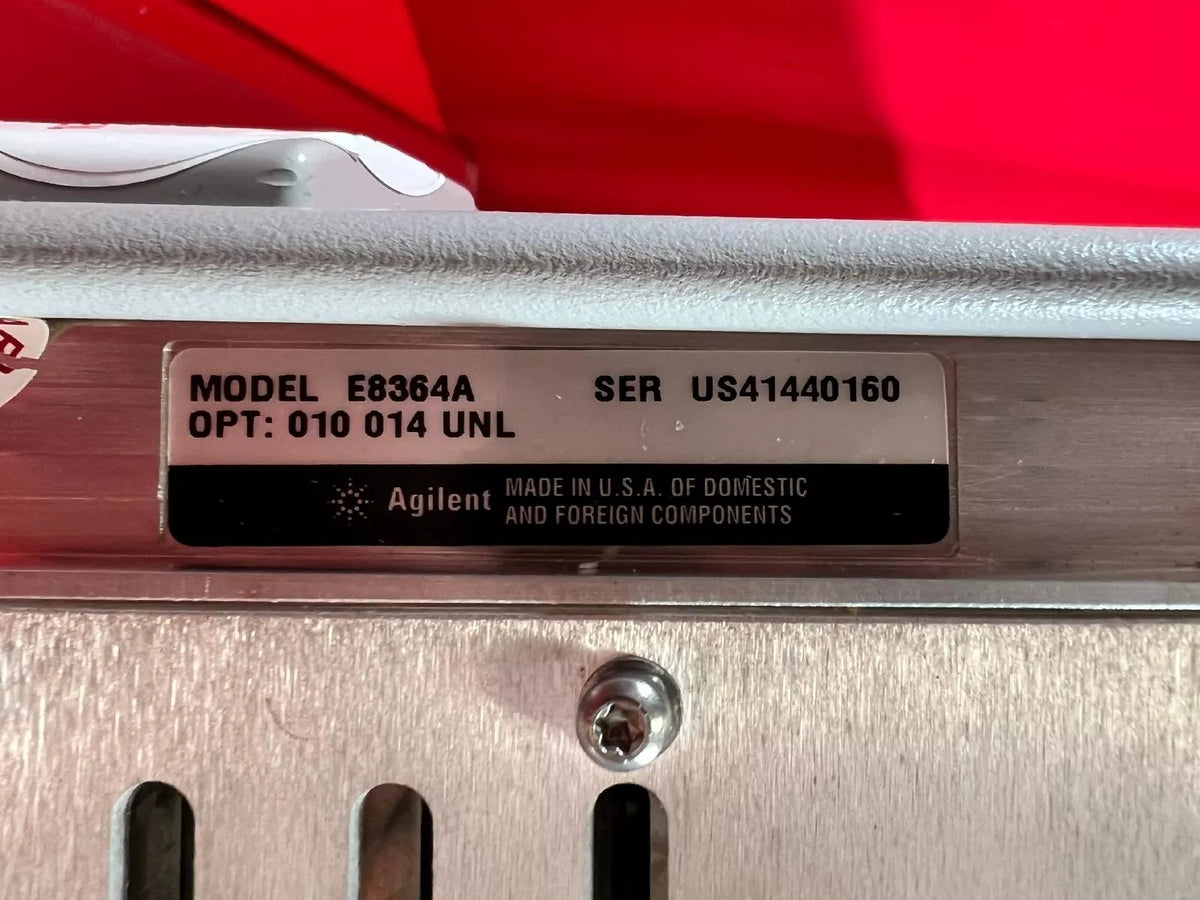 MODEL E8364A SER US41440160
OPT: 010 014 UNL
Agilent MADE IN U.S.A. OF DOMESTIC
AND FOREIGN COMPONENTS